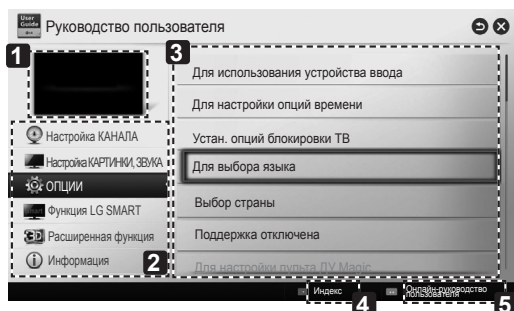 User
Guide
Руководство пользователя
1
3
Для использования устройства ввода
Для настройки опций времени
Настройка КАНАЛА
Устан. опций блокировки ТВ
Настройка КАРТИНКИ, ЗВУКА
Для выбора языка
ОПЦИИ
Выбор страны
Функция LG SMART
3D Расширенная функция
Поддержка отключена
Информация
2
Для настройки пульта ДУ Magic
Индекс
4
Онлайн-руководство
пользователя
5